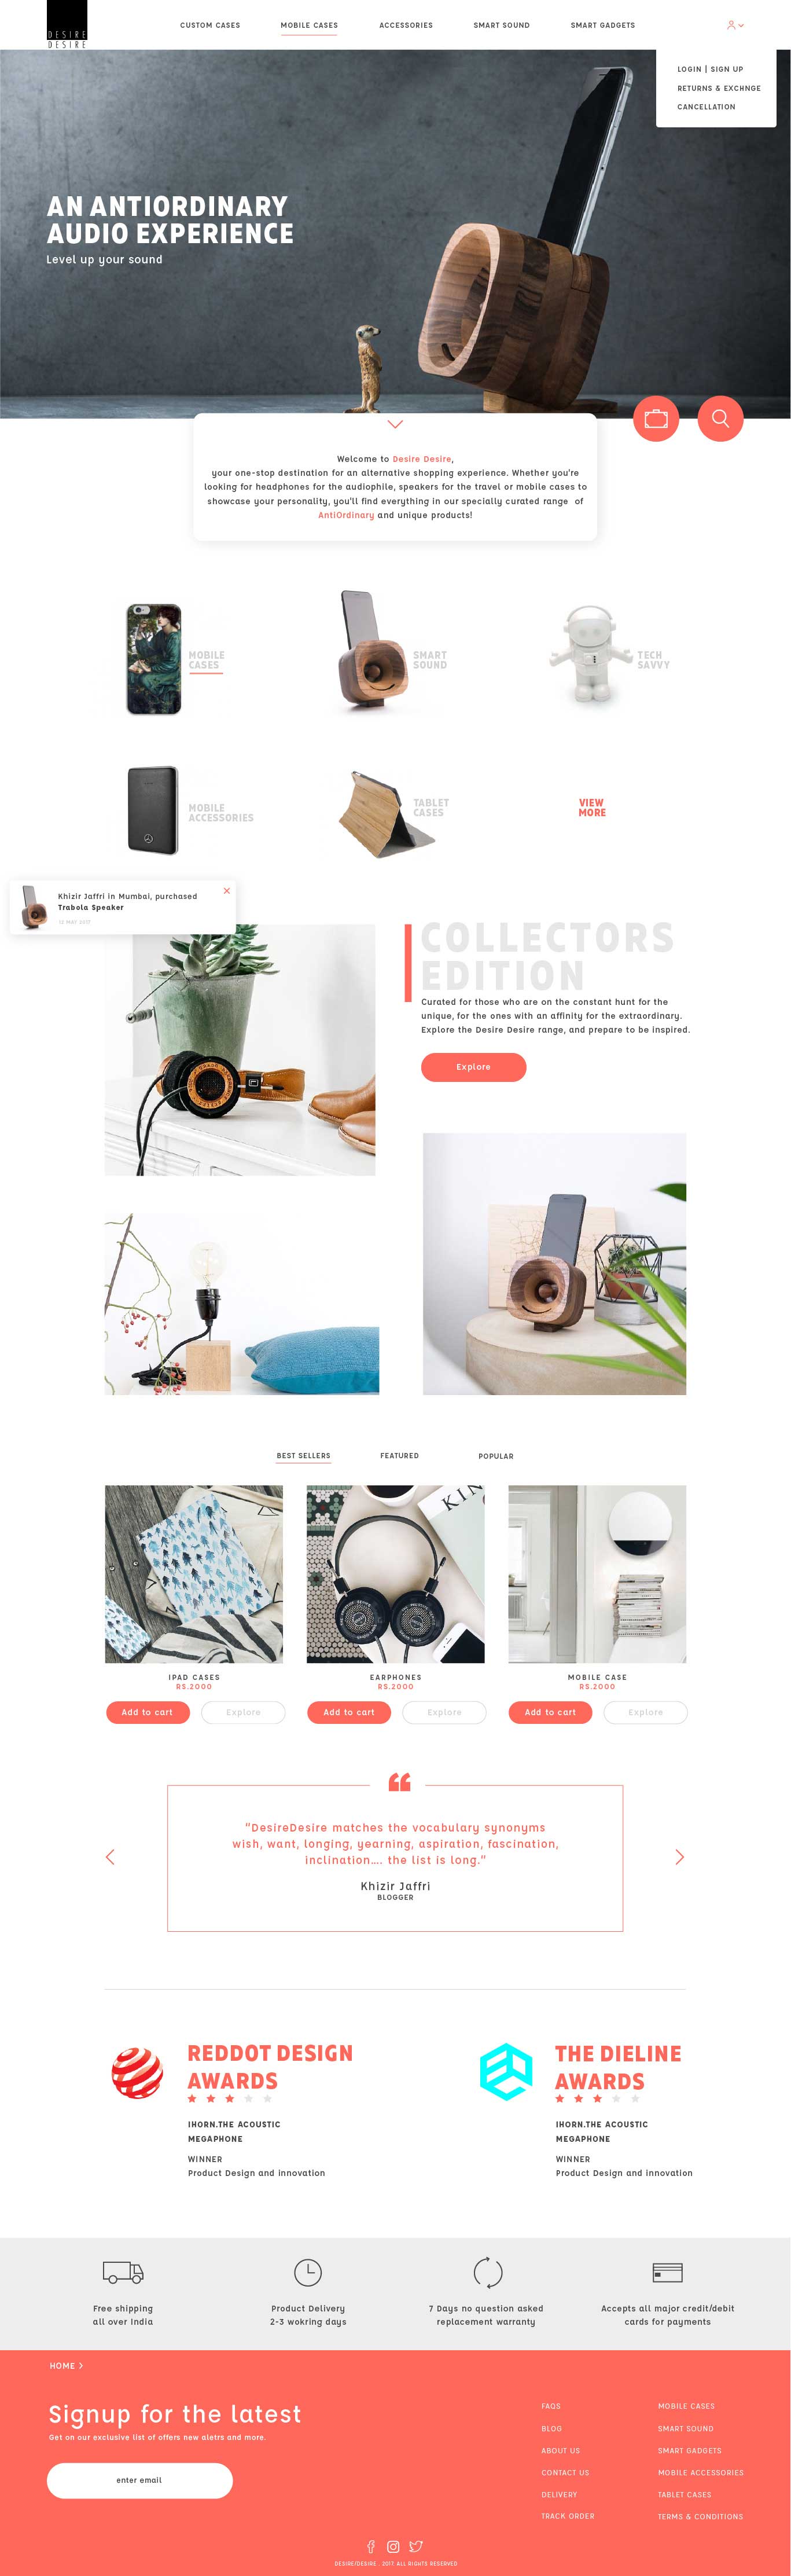 DESIRE
DESIRE
CUSTOM CASES
MOBILE CASES
ACCESSORIES
SMART SOUND
SMART GADGETS
LOGIN | SIGN UP
RETURNS & EXCHNGE
CANCELLATION
AN ANTIORDINARY
AUDIO EXPERIENCE
Level up your sound
Welcome to Desire Desire,
your one-stop destination for an alternative shopping experience. Whether you're
looking for headphones for the audiophile, speakers for the travel or mobile cases to
showcase your personality, you'll find everything in our specially curated range of
AntiOrdinary and unique products!
MOBILE
CASES
SMART
SOUND
TECH
SAVVY
MOBILE
ACCESSORIES
TABLET
CASES
VIEW
MORE
Khizir Jaffri in Mumbai, purchased
Trabola Speaker
12 MAY 2017
COLLECTORS
EDITION
Curated for those who are on the constant hunt for the
unique, for the ones with an affinity for the extraordinary.
Explore the Desire Desire range, and prepare to be inspired.
Explore
BEST SELLERS
FEATURED
POPULAR
KIN
IPAD CASES
RS.2000
EARPHONES
RS.2000
MOBILE CASE
RS.2000
Add to cart
Explore
Add to cart
Explore
Add to cart
Explore
"DesireDesire matches the vocabulary synonyms
wish, want, longing, yearning, aspiration, fascination,
inclination.... the list is long."
Khizir Jaffri
BLOGGER
REDDOT DESIGN
AWARDS
IHORN.THE ACOUSTIC
MEGAPHONE
WINNER
Product Design and innovation
THE DIELINE
AWARDS
IHORN.THE ACOUSTIC
MEGAPHONE
WINNER
Product Design and innovation
Free shipping
all over India
Product Delivery
2-3 wokring days
7 Days no question asked
replacement warranty
Accepts all major credit/debit
cards for payments
HOME >
Signup for the latest
Get on our exclusive list of offers new aletrs and more.
enter email
FAQS
BLOG
ABOUT US
CONTACT US
DELIVERY
TRACK ORDER
MOBILE CASES
SMART SOUND
SMART GADGETS
MOBILE ACCESSORIES
TABLET CASES
TERMS & CONDITIONS
DESIRE/DESIRE . 2017. ALL RIGHTS RESERVED